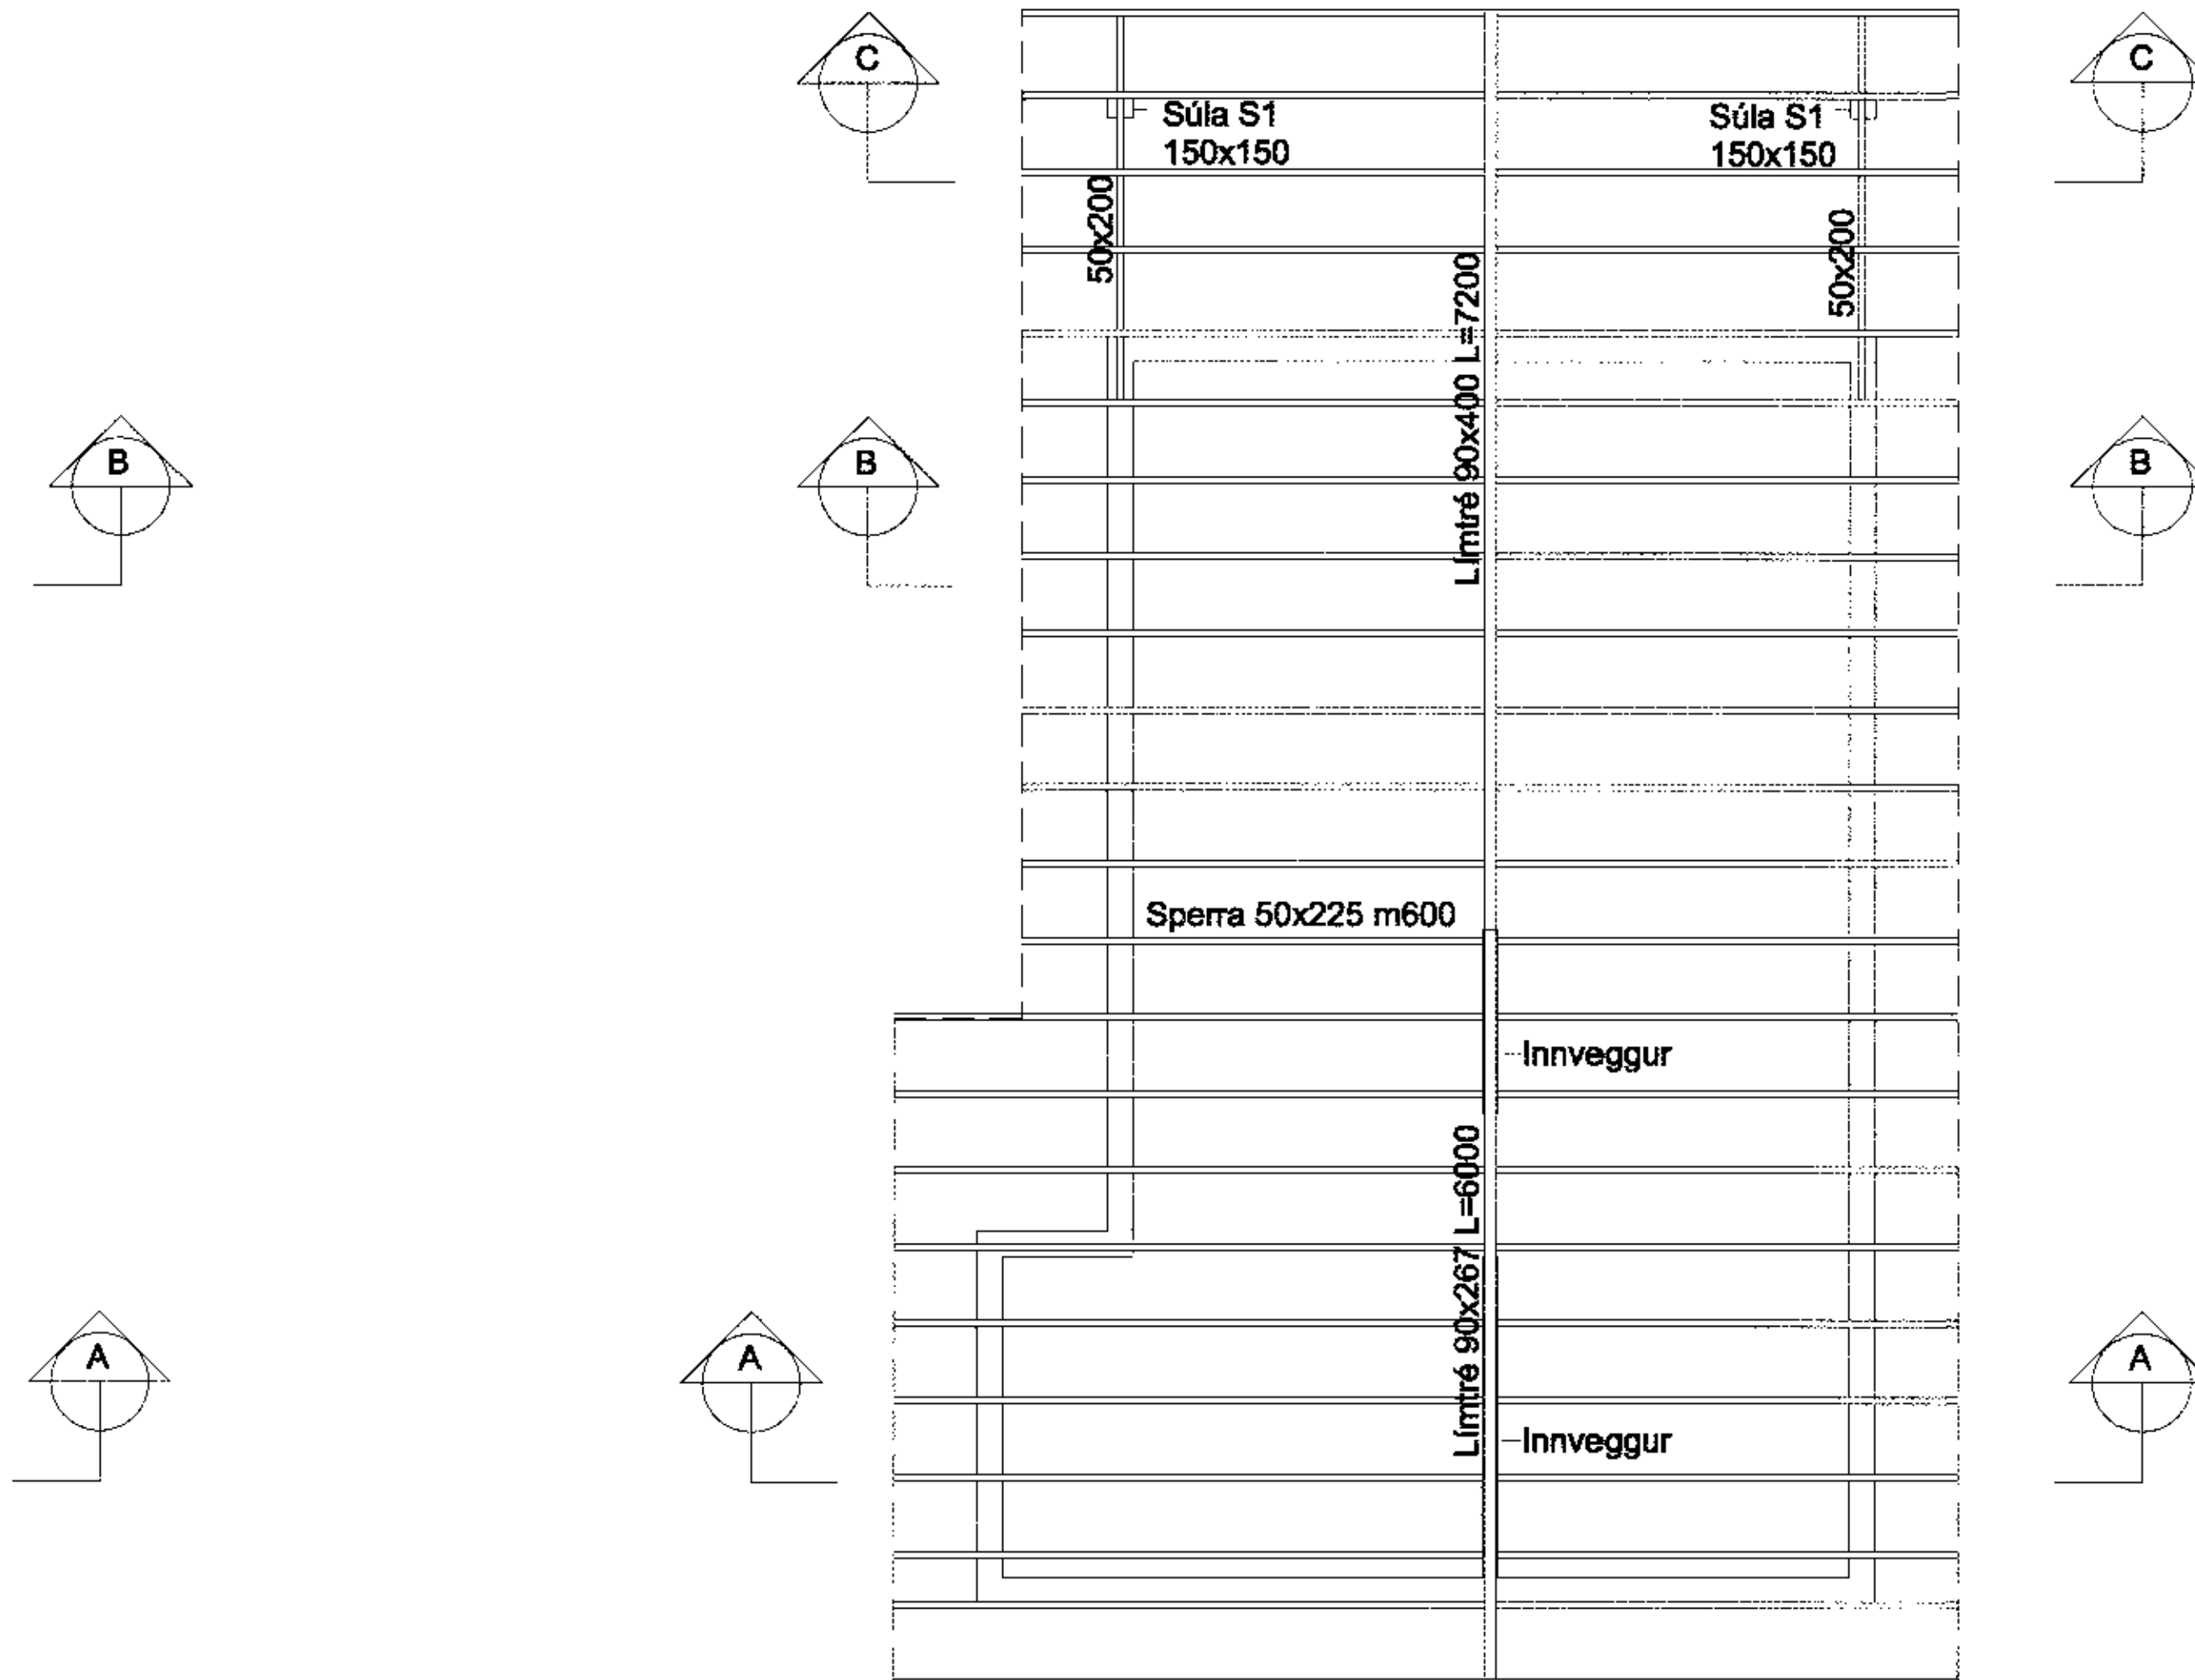 C
C
Súla S1
150x150
Súla S1
150x150
50x200
50x200
Límtré 90x400 L=7200
B
B
B
Sperra 50x225 m600
Innveggur
Límtré 90x267 L=6000
A
A
A
Innveggur